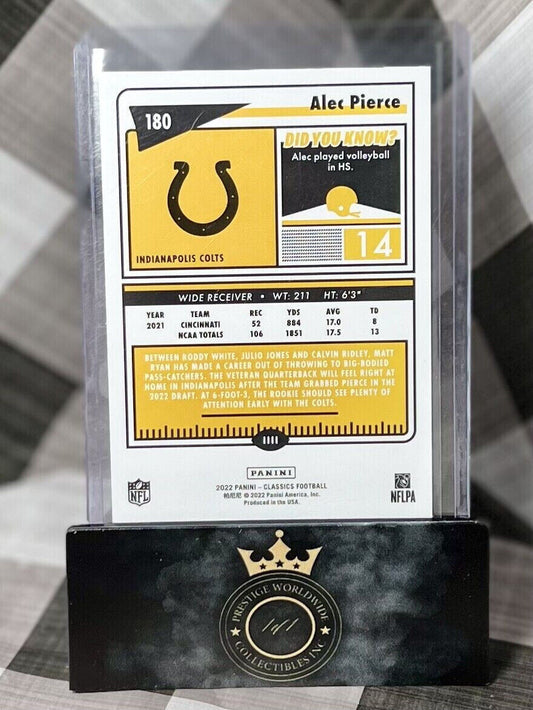 180
Alec Pierce
DID YOU KNOW?
Alec played volleyball
in HS.
14
INDIANAPOLIS COLTS
WIDE RECEIVER • WT: 211 HT: 6'3"
YEAR TEAM REC YDS AVG TD
2021 CINCINNATI 52 884 17.0 8
NCAA TOTALS 106 1851 17.5 13
BETWEEN RODDY WHITE, JULIO JONES AND CALVIN RIDLEY, MATT
RYAN HAS MADE A CAREER OUT OF THROWING TO BIG-BODIED
PASS-CATCHERS. THE VETERAN QUARTERBACK WILL FEEL RIGHT AT
HOME IN INDIANAPOLIS AFTER THE TEAM GRABBED PIERCE IN THE
2022 DRAFT. AT 6-FOOT-3, THE ROOKIE SHOULD SEE PLENTY OF
ATTENTION EARLY WITH THE COLTS.
PANINI
2022 PANINI – CLASSICS FOOTBALL
帕尼尼 © 2022 Panini America, Inc.
Produced in the USA.
NFL
NFLPA
PRESTIGE WORLDWIDE
1of1
COLLECTIBLES INC